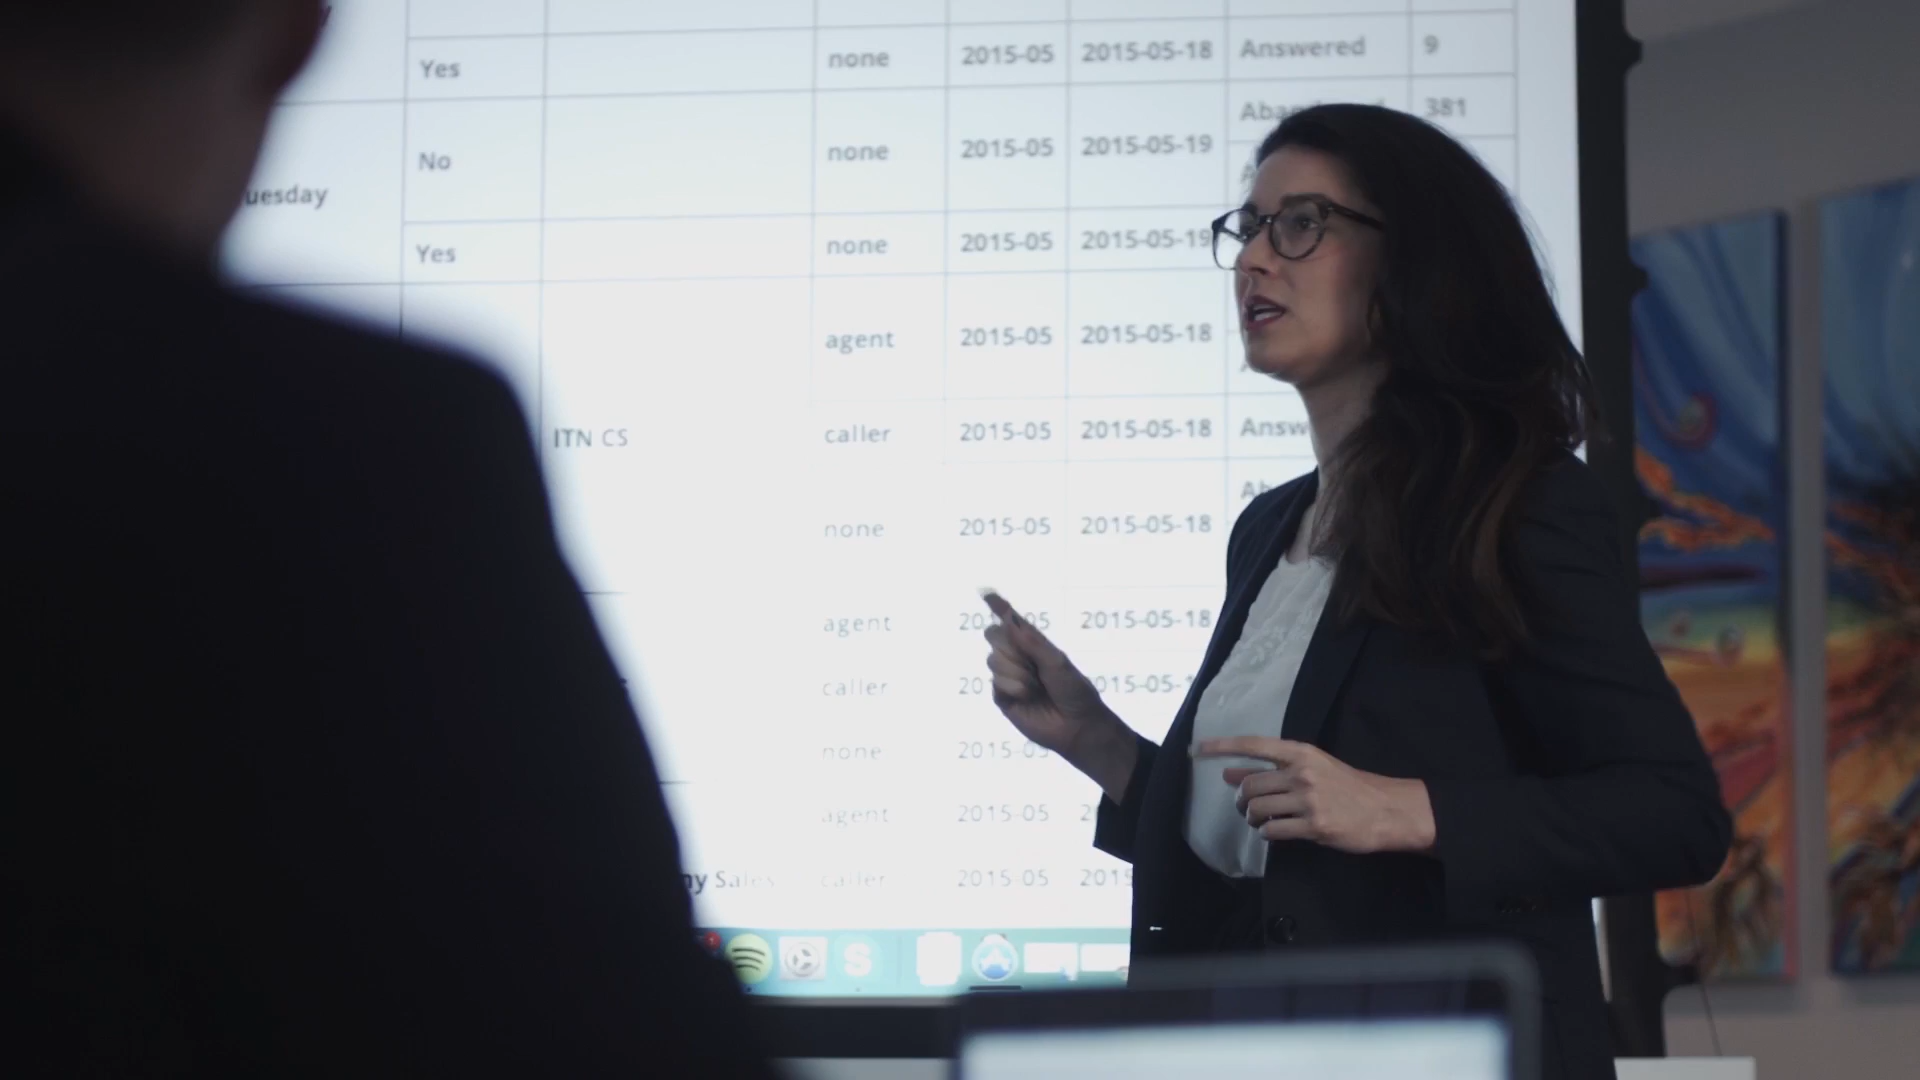 Yes none 2015-05 2015-05-18 Answered 9
381
No none 2015-05 2015-05-19
Yes none 2015-05 2015-05-19
agent 2015-05 2015-05-18
ITN CS caller 2015-05 2015-05-18
none 2015-05 2015-05-18
agent 2015-05-18
caller
none
agent 2015-05
Sales caller 2015-05